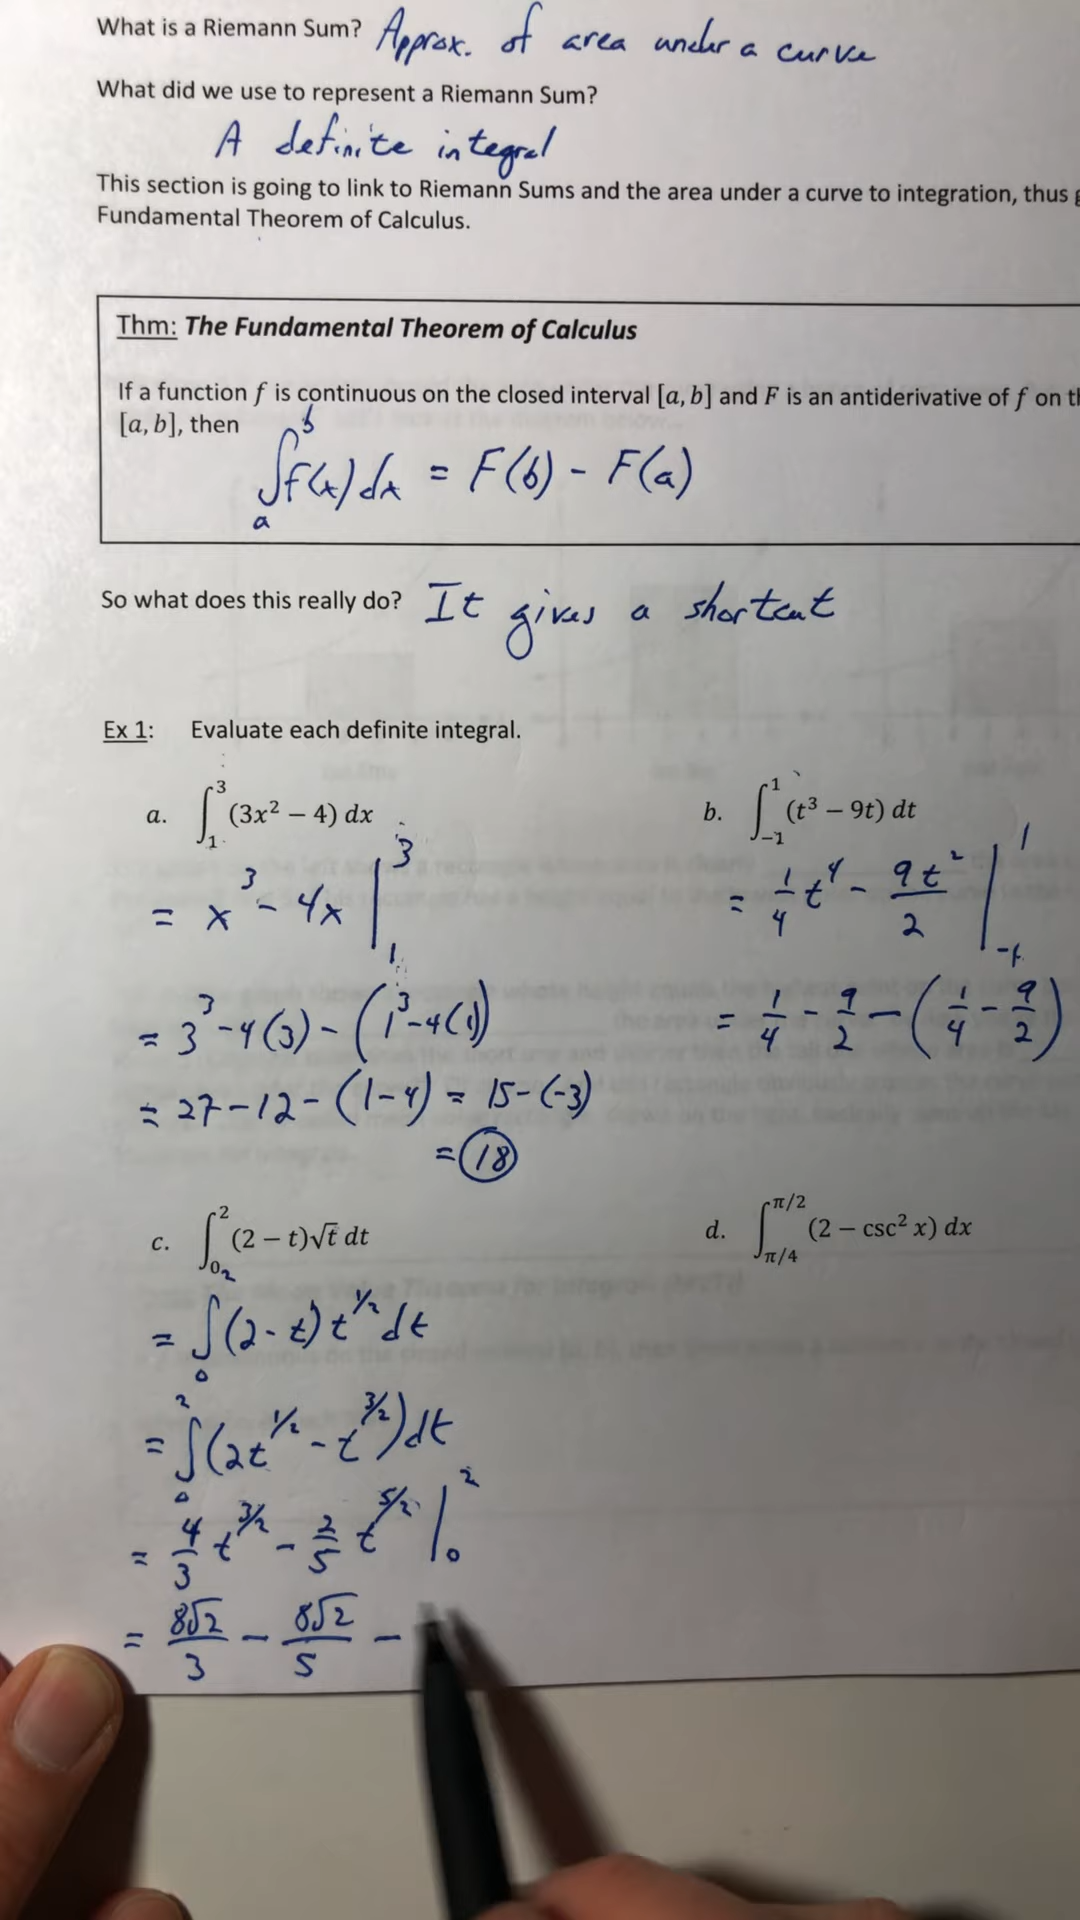 What is a Riemann Sum? Approx. of area under a curve
What did we use to represent a Riemann Sum?
A definite integral
This section is going to link to Riemann Sums and the area under a curve to integration, thus
Fundamental Theorem of Calculus.
Thm: The Fundamental Theorem of Calculus
If a function f is continuous on the closed interval [a, b] and F is an antiderivative of f on
[a, b], then
∫_a^b f(x) dx = F(b) - F(a)
So what does this really do? It gives a shortcut
Ex 1: Evaluate each definite integral.
a. ∫_1^3 (3x² – 4) dx
= x³ - 4x |_1^3
= 3³ - 4(3) - (1³ - 4(1))
= 27 - 12 - (1 - 4) = 15 - (-3)
= 18
b. ∫_-1^1 (t³ – 9t) dt
= 1/4 t⁴ - 9t²/2 |_-1^1
= 1/4 - 9/2 - (1/4 - 9/2)
c. ∫_0^2 (2 – t)√t dt
= ∫_0^2 (2 - t) t^1/2 dt
= ∫_0^2 (2t^1/2 - t^3/2) dt
= 4/3 t^3/2 - 2/5 t^5/2 |_0^2
= 8√2/3 - 8√2/5 -
d. ∫_π/4^π/2 (2 – csc² x) dx